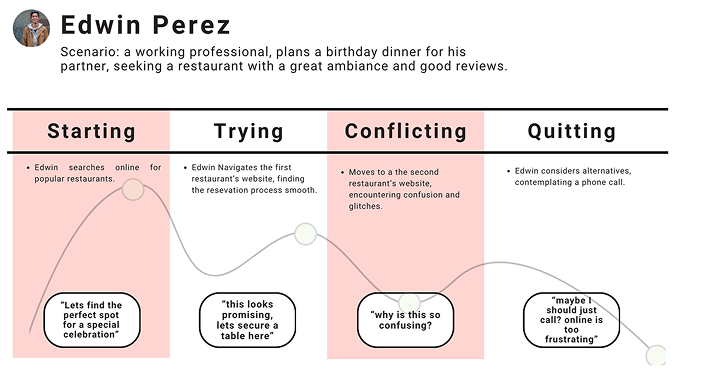 Edwin Perez
Scenario: a working professional, plans a birthday dinner for his
partner, seeking a restaurant with a great ambiance and good reviews.
Starting
Trying
Conflicting
Quitting
• Edwin searches online for
popular restaurants.
• Edwin Navigates the first
restaurant's website, finding
the resevation process smooth.
• Moves to a the second
restaurant's website,
encountering confusion and
glitches.
• Edwin considers alternatives,
contemplating a phone call.
"Lets find the
perfect spot
for a special
celebration"
"this looks
promising,
lets secure a
table here"
"why is this so
confusing?
"maybe I
should just
call? online is
too
frustrating"